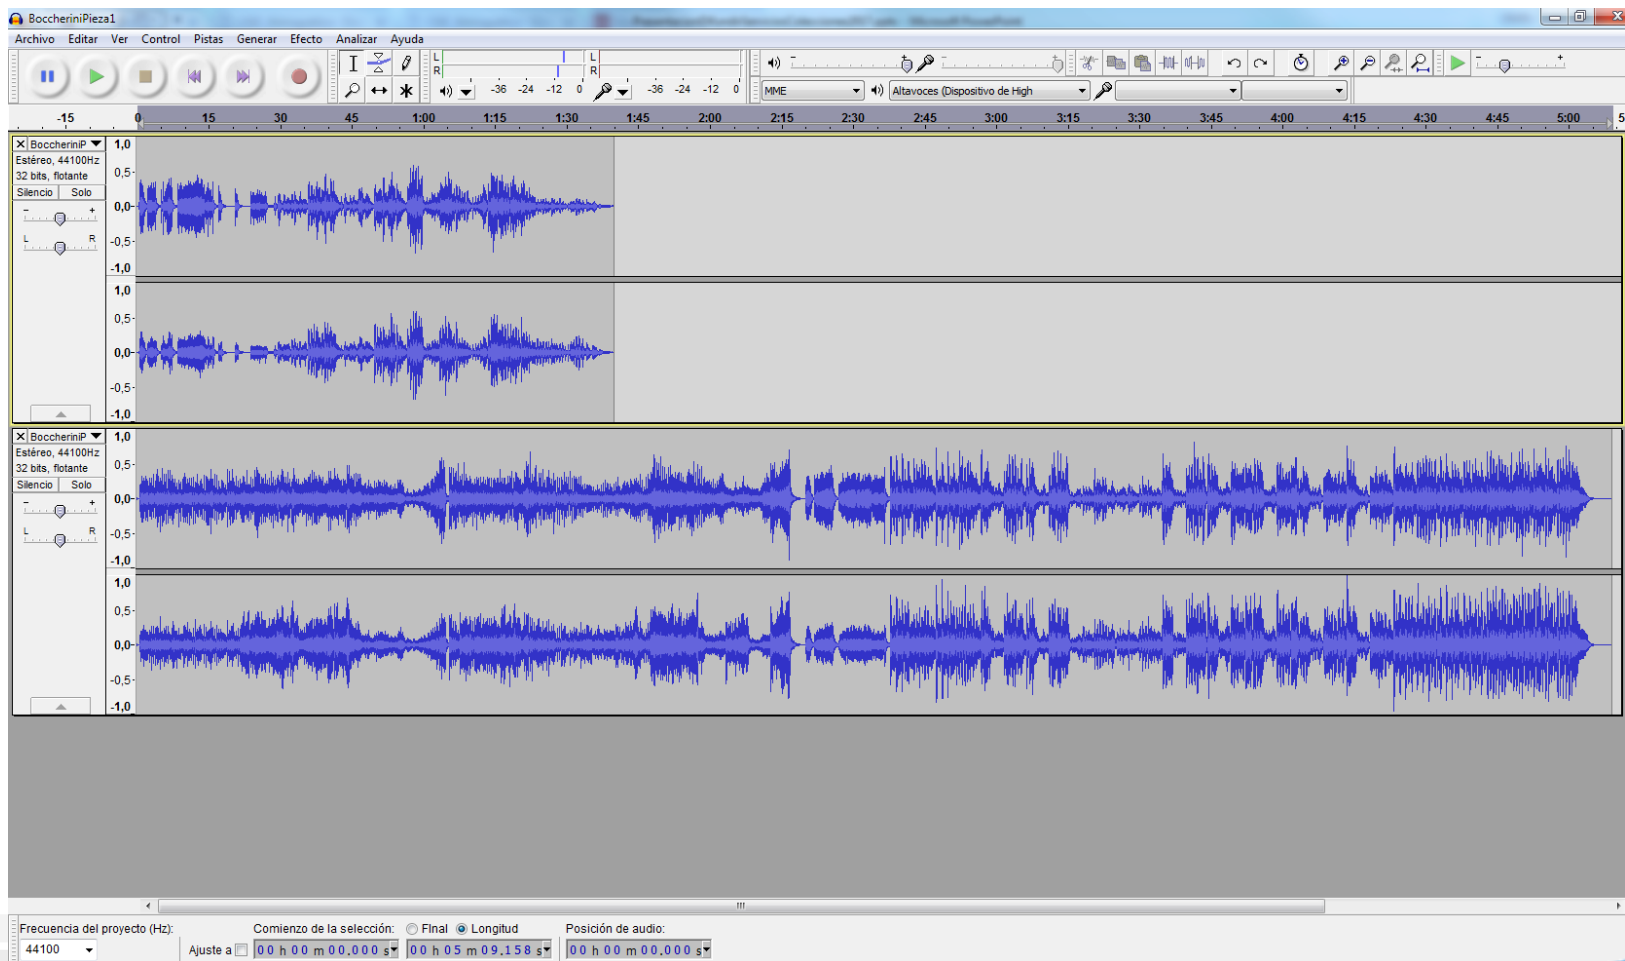 BoccheriniPieza1
Archivo Editar Ver Control Pistas Generar Efecto Analizar Ayuda
L
R
-36 -24 -12 0
L
R
-36 -24 -12 0
MME
Altavoces (Dispositivo de High
-15 0 15 30 45 1:00 1:15 1:30 1:45 2:00 2:15 2:30 2:45 3:00 3:15 3:30 3:45 4:00 4:15 4:30 4:45 5:00 5
BoccheriniP
Estéreo, 44100Hz
32 bits, flotante
Silencio Solo
- +
L R
1,0
0,5-
0,0-
-0,5-
-1,0
1,0
0,5-
0,0-
-0,5-
-1,0
BoccheriniP
Estéreo, 44100Hz
32 bits, flotante
Silencio Solo
- +
L R
1,0
0,5-
0,0-
-0,5-
-1,0
1,0
0,5-
0,0-
-0,5-
-1,0
Frecuencia del proyecto (Hz):
44100
Ajuste a
Comienzo de la selección:
00 h 00 m 00,000 s
FInal Longitud
00 h 05 m 09,158 s
Posición de audio:
00 h 00 m 00,000 s